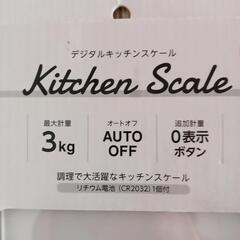 デジタルキッチンスケール
Kitchen Scale
最大計量 オートオフ 追加計量
3kg AUTO OFF 0表示ボタン
調理で大活躍なキッチンスケール
リチウム電池(CR2032)1個付